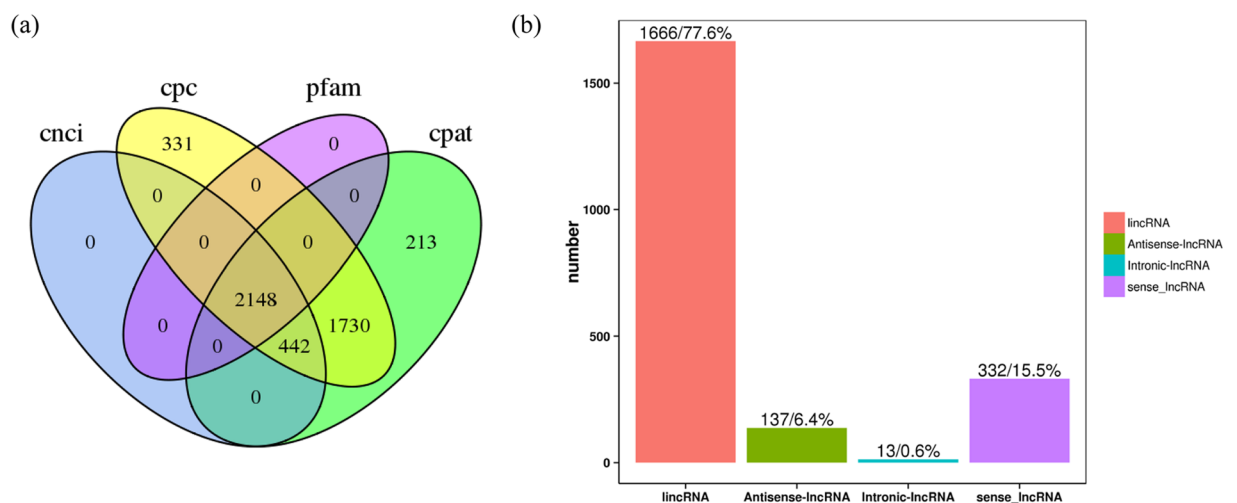 (a)
cpc
pfam
cnci
cpat
331
0
0
0
0
0
0
0
0
213
2148
0
1730
0
442
0
(b)
1666/77.6%
137/6.4%
13/0.6%
332/15.5%
number
1500
1000
500
0
lincRNA
Antisense-lncRNA
Intronic-lncRNA
sense_lncRNA
lincRNA
Antisense-lncRNA
Intronic-lncRNA
sense_lncRNA